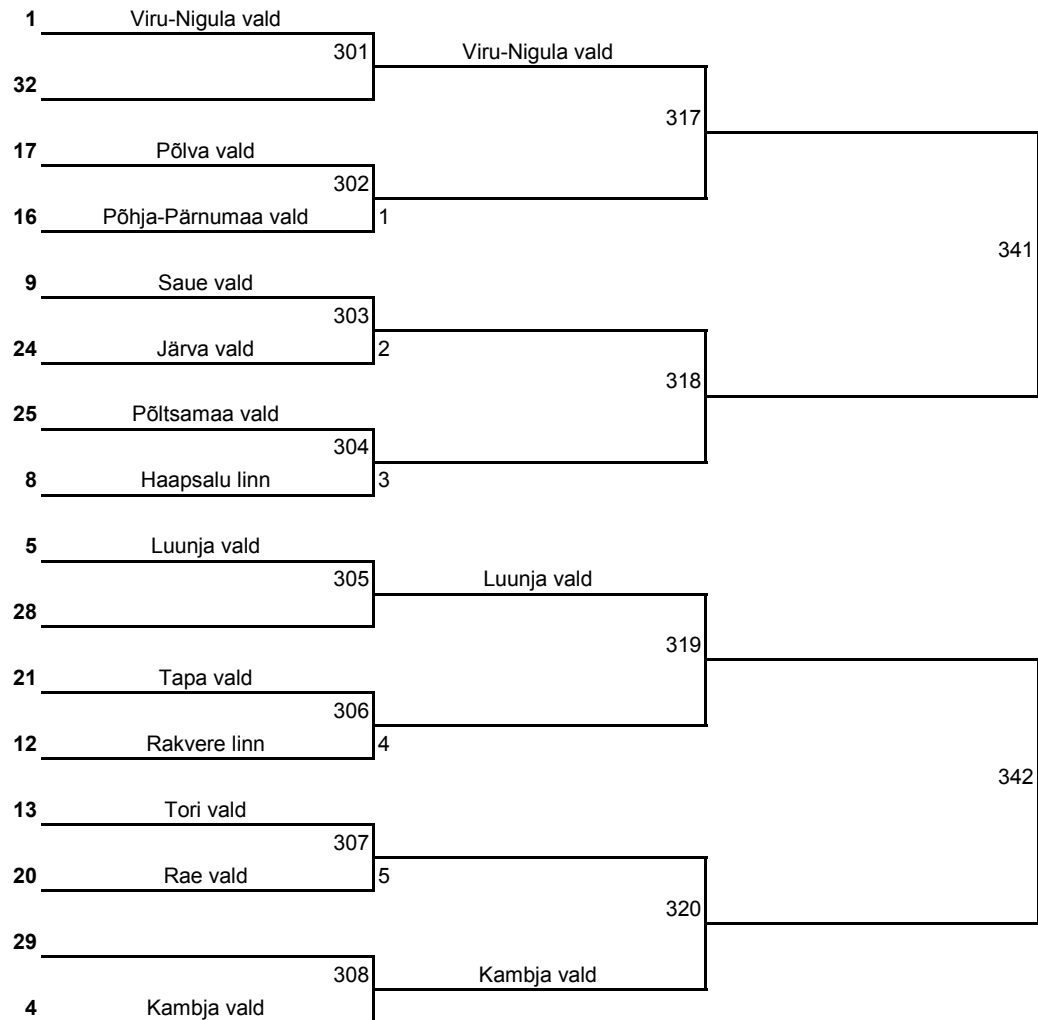 1 Viru-Nigula vald
301 Viru-Nigula vald
32
317
17 Põlva vald
302
16 Põhja-Pärnumaa vald 1
341
9 Saue vald
303
24 Järva vald 2
318
25 Põltsamaa vald
304
8 Haapsalu linn 3
5 Luunja vald
305 Luunja vald
28
319
21 Tapa vald
306
12 Rakvere linn 4
342
13 Tori vald
307
20 Rae vald 5
320
29
308 Kambja vald
4 Kambja vald